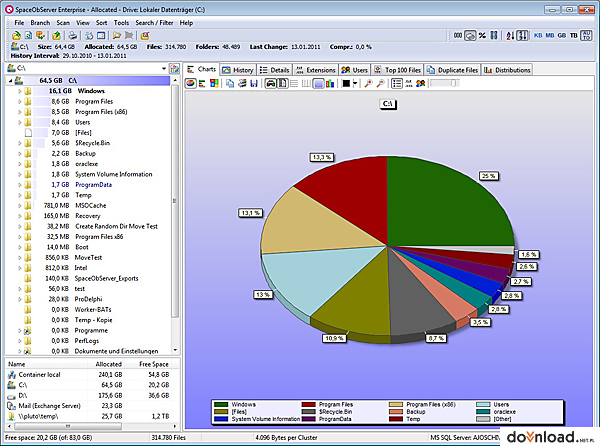 SpaceObServer Enterprise - Allocated - Drive: Lokaler Datenträger (C:)
File Branch Scan View Sort Tools Search / Filter Help
KB MB GB TB
C:\ Size: 64,4 GB Allocated: 64,5 GB Files: 314.780 Folders: 48.489 Last Change: 13.01.2011 Compr.: 0,0 %
History Interval: 29.10.2010 - 13.01.2011
C:\
64,5 GB C:\
16,1 GB Windows
8,6 GB Program Files
8,5 GB Program Files (x86)
8,4 GB Users
7,0 GB [Files]
5,6 GB $Recycle.Bin
2,2 GB Backup
1,8 GB oraclexe
1,8 GB System Volume Information
1,7 GB ProgramData
1,7 GB Temp
781,0 MB MSOCache
165,0 MB Recovery
38,2 MB Create Random Dir Move Test
32,5 MB Program Files x86
14,0 MB Boot
856,0 KB MoveTest
812,0 KB Intel
140,0 KB SpaceObServer_Exports
56,0 KB test
28,0 KB ProDelphi
0,0 KB Worker-BATs
0,0 KB Temp - Kopie
0,0 KB Programme
0,0 KB PerfLogs
0,0 KB Dokumente und Einstellungen
Name Allocated Free Space
Container local 240,1 GB 54,8 GB
C:\ 64,5 GB 20,2 GB
D:\ 175,6 GB 36,6 GB
Mail (Exchange Server) 23,3 GB
\\pluto\temp\ 25,7 GB 1,2 TB
Charts History Details Extensions Users Top 100 Files Duplicate Files Distributions
C:\
25 %
13,3 %
13,1 %
13 %
10,9 %
8,7 %
3,5 %
2,8 %
2,8 %
2,7 %
2,6 %
1,6 %
Windows Program Files Program Files (x86) Users
[Files] $Recycle.Bin Backup oraclexe
System Volume Information ProgramData Temp [Other]
Free space: 20,2 GB (of: 83,0 GB) 314.780 Files 4.096 Bytes per Cluster MS SQL Server: AJOSCHIN
download.NET.PL